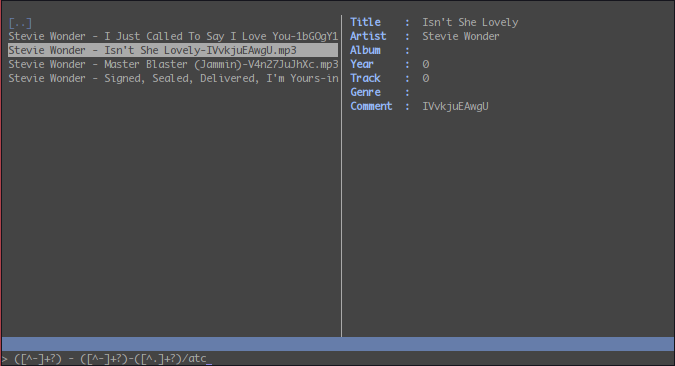 [..]
Stevie Wonder - I Just Called To Say I Love You-1bGOgY1
Stevie Wonder - Isn't She Lovely-IVvkjuEAwgU.mp3
Stevie Wonder - Master Blaster (Jammin)-V4n27JuJhXc.mp3
Stevie Wonder - Signed, Sealed, Delivered, I'm Yours-in
Title : Isn't She Lovely
Artist : Stevie Wonder
Album :
Year : 0
Track : 0
Genre :
Comment : IVvkjuEAwgU
> ([^-]+?) - ([^-]+?)-([^.]+?)/atc_